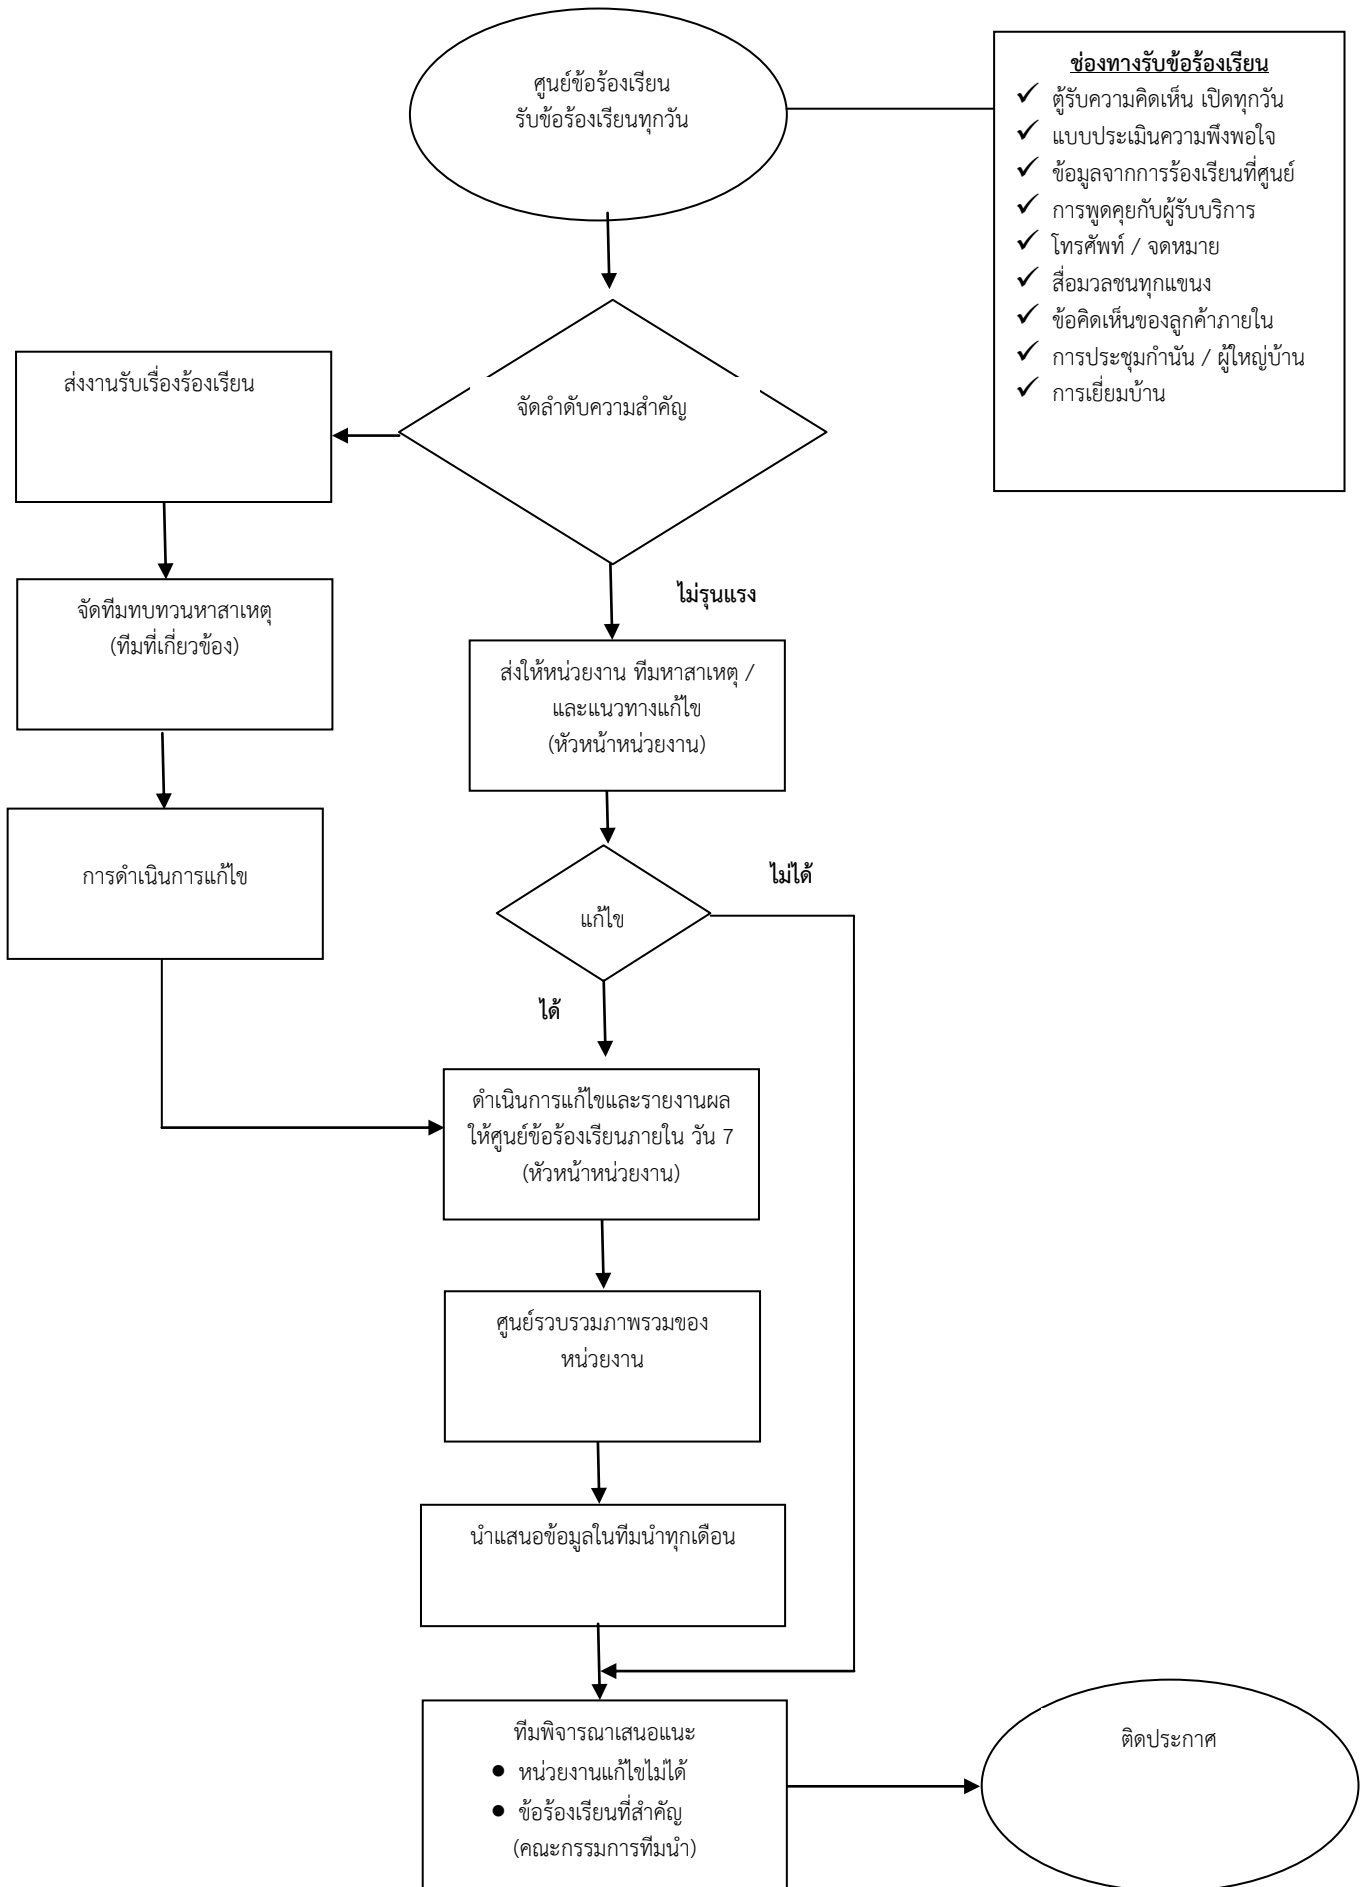 ศูนย์ข้อร้องเรียน
รับข้อร้องเรียนทุกวัน
ช่องทางรับข้อร้องเรียน
✓ ตู้รับความคิดเห็น เปิดทุกวัน
✓ แบบประเมินความพึงพอใจ
✓ ข้อมูลจากการร้องเรียนที่ศูนย์
✓ การพูดคุยกับผู้รับบริการ
✓ โทรศัพท์ / จดหมาย
✓ สื่อมวลชนทุกแขนง
✓ ข้อคิดเห็นของลูกค้าภายใน
✓ การประชุมกำนัน / ผู้ใหญ่บ้าน
✓ การเยี่ยมบ้าน
จัดลำดับความสำคัญ
ส่งงานรับเรื่องร้องเรียน
จัดทีมทบทวนหาสาเหตุ
(ทีมที่เกี่ยวข้อง)
การดำเนินการแก้ไข
ไม่รุนแรง
ส่งให้หน่วยงาน ทีมหาสาเหตุ /
และแนวทางแก้ไข
(หัวหน้าหน่วยงาน)
แก้ไข
ไม่ได้
ได้
ดำเนินการแก้ไขและรายงานผล
ให้ศูนย์ข้อร้องเรียนภายใน วัน 7
(หัวหน้าหน่วยงาน)
ศูนย์รวบรวมภาพรวมของ
หน่วยงาน
นำแสนอข้อมูลในทีมนำทุกเดือน
ทีมพิจารณาเสนอแนะ
● หน่วยงานแก้ไขไม่ได้
● ข้อร้องเรียนที่สำคัญ
(คณะกรรมการทีมนำ)
ติดประกาศ